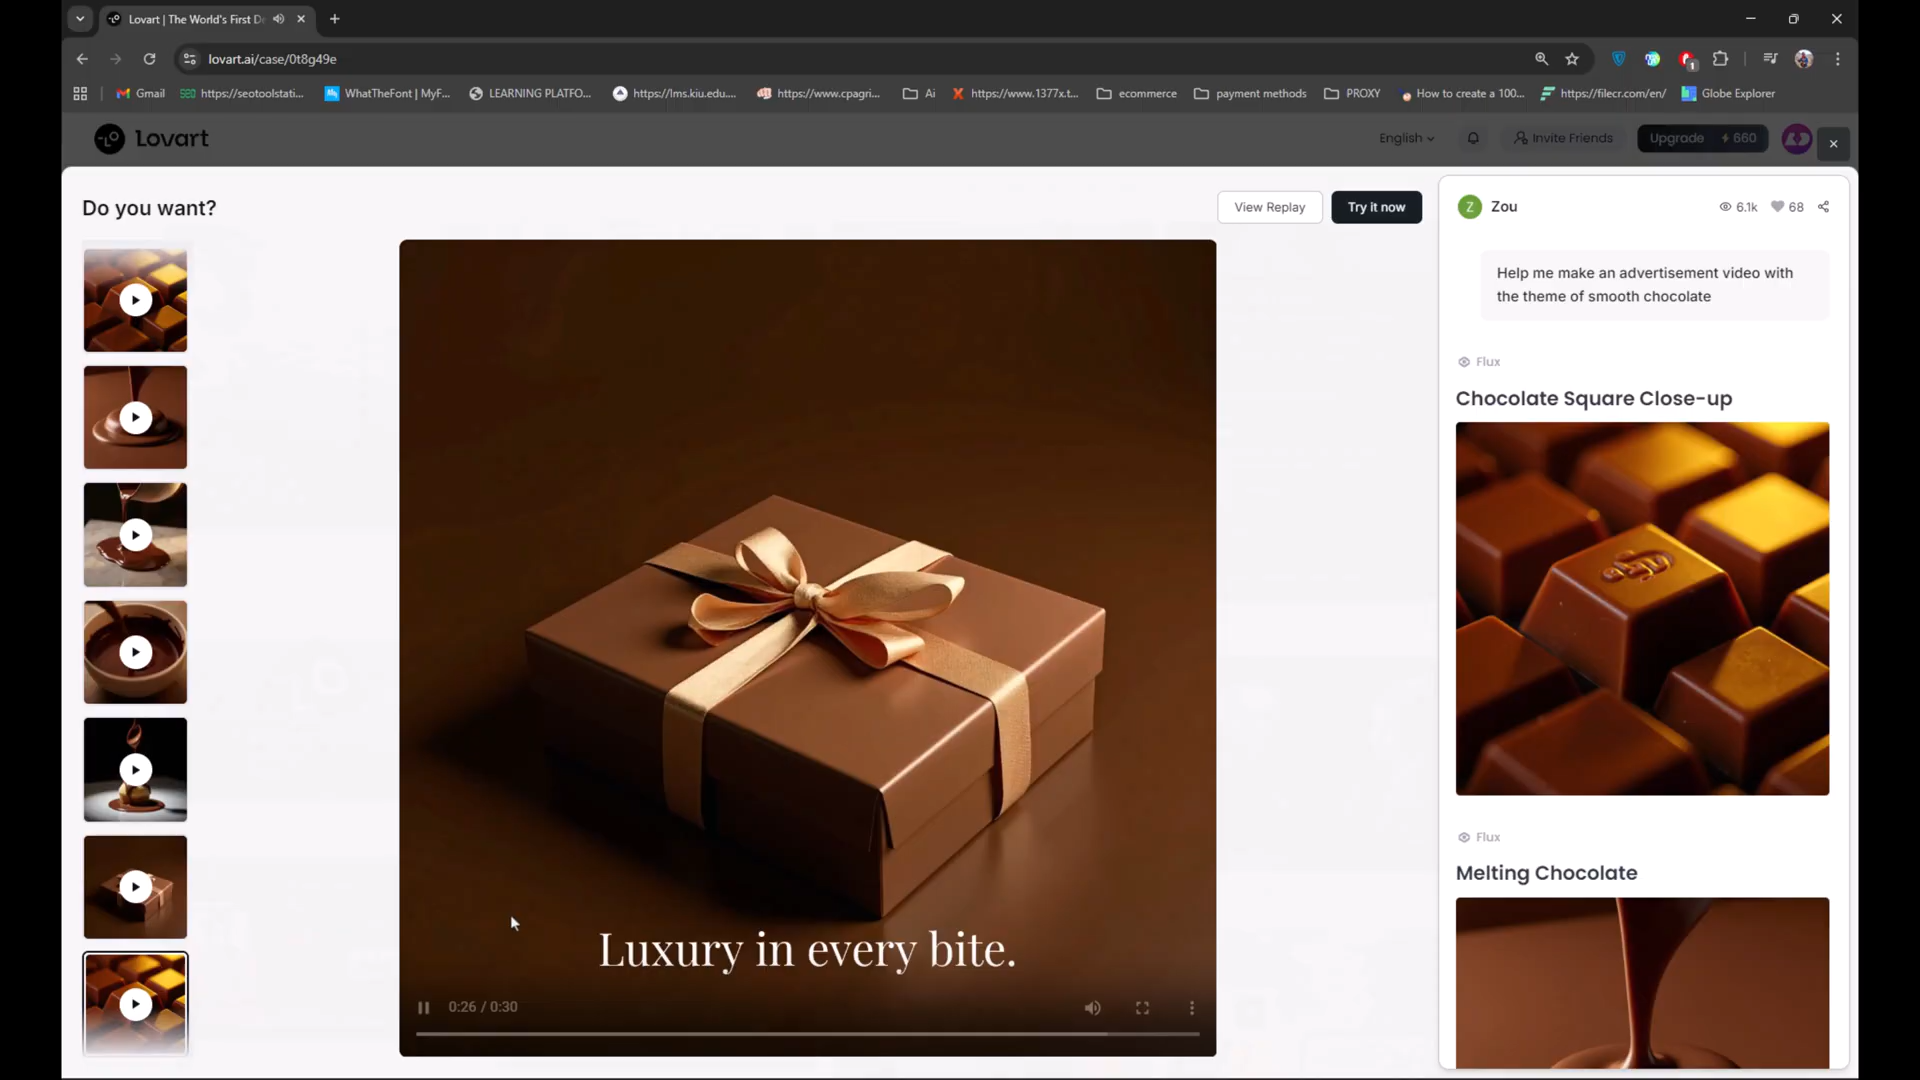 Lovart | The World's First De
lovart.ai/case/0t8g49e
1
Gmail
https://seotoolstati...
WhatTheFont | MyF...
LEARNING PLATFO...
https://lms.kiu.edu....
https://www.cpagri...
Ai
https://www.1377x.t...
ecommerce
payment methods
PROXY
How to create a 100...
https://filecr.com/en/
Globe Explorer
Lovart
English
Invite Friends
Upgrade
660
Do you want?
View Replay
Try it now
Z
Zou
6.1k
68
Help me make an advertisement video with
the theme of smooth chocolate
Flux
Chocolate Square Close-up
Flux
Melting Chocolate
Luxury in every bite.
0:26 / 0:30